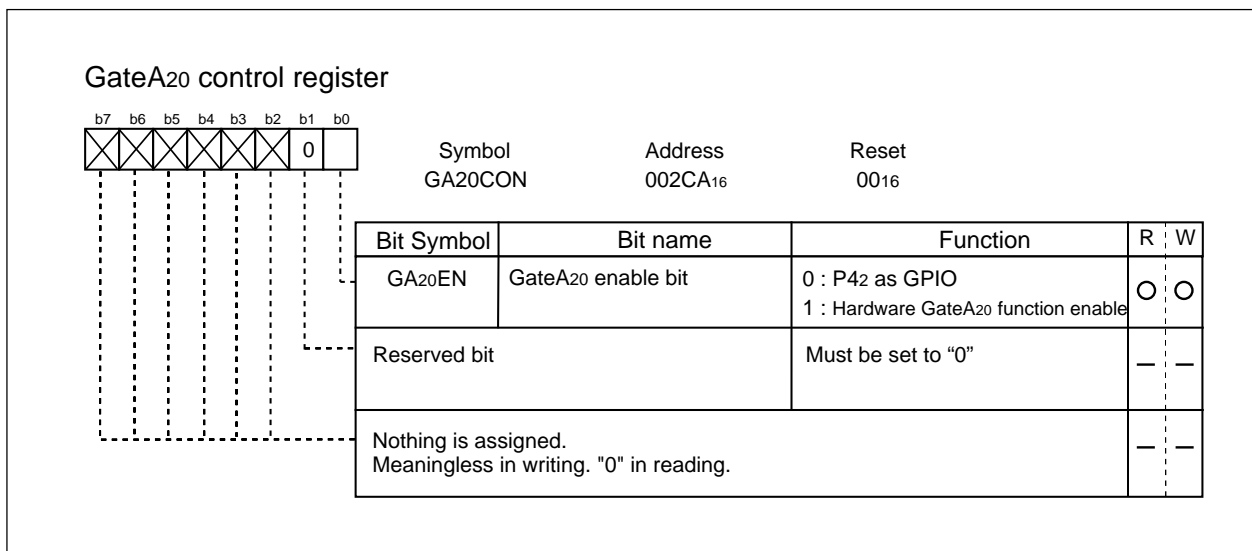 GateA20 control register
b7 b6 b5 b4 b3 b2 b1 b0
0
Symbol Address Reset
GA20CON 002CA16 0016
Bit Symbol Bit name Function R W
GA20EN GateA20 enable bit 0 : P42 as GPIO
1 : Hardware GateA20 function enable
Reserved bit Must be set to “0”
Nothing is assigned.
Meaningless in writing. "0" in reading.